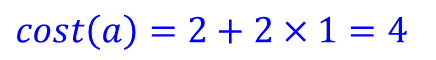 cost(a) = 2 + 2 × 1 = 4